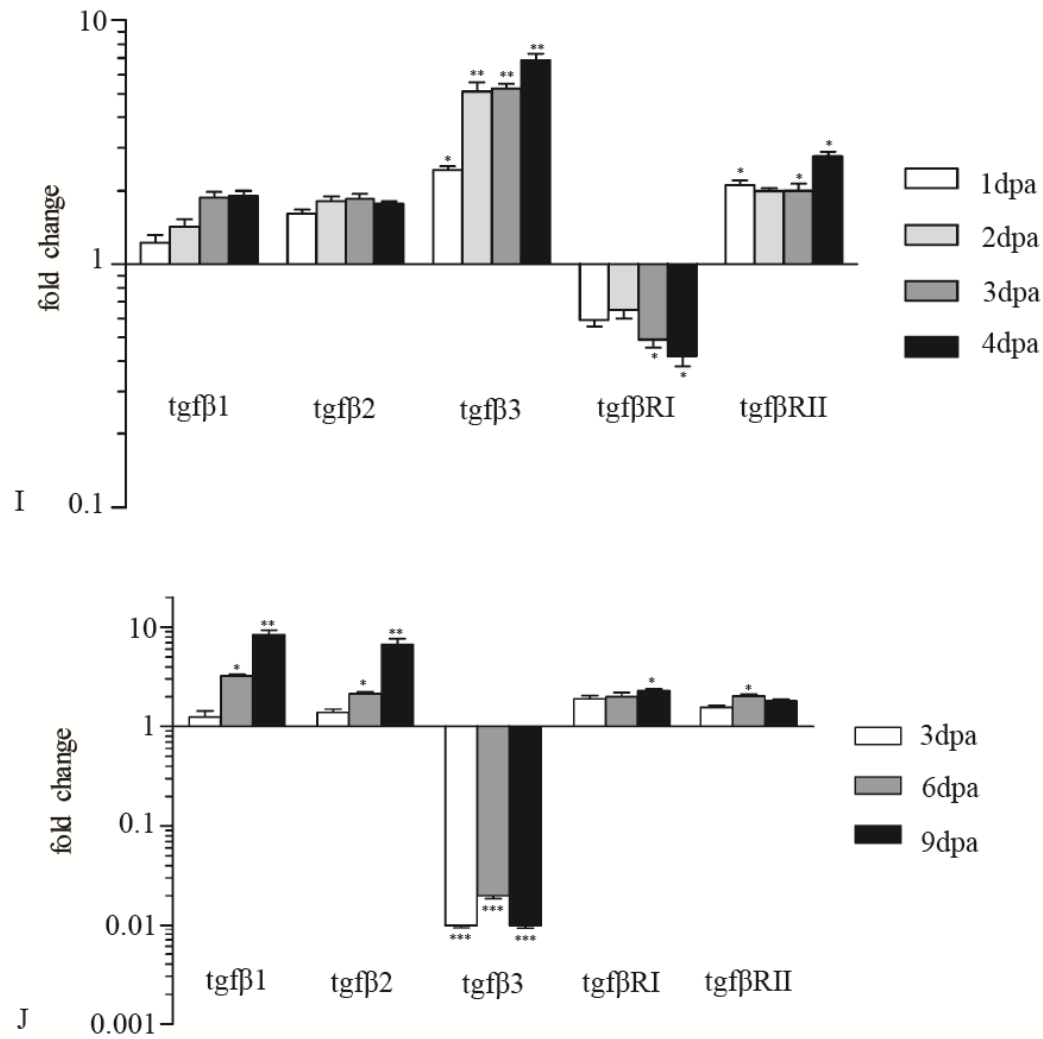 10
** ** **
* * * *
1dpa
2dpa
fold change
1
3dpa
4dpa
* *
tgfβ1 tgfβ2 tgfβ3 tgfβRI tgfβRII
I
0.1
10
** **
* * * *
1
3dpa
6dpa
fold change
0.1
9dpa
0.01
*** *** ***
tgfβ1 tgfβ2 tgfβ3 tgfβRI tgfβRII
J
0.001